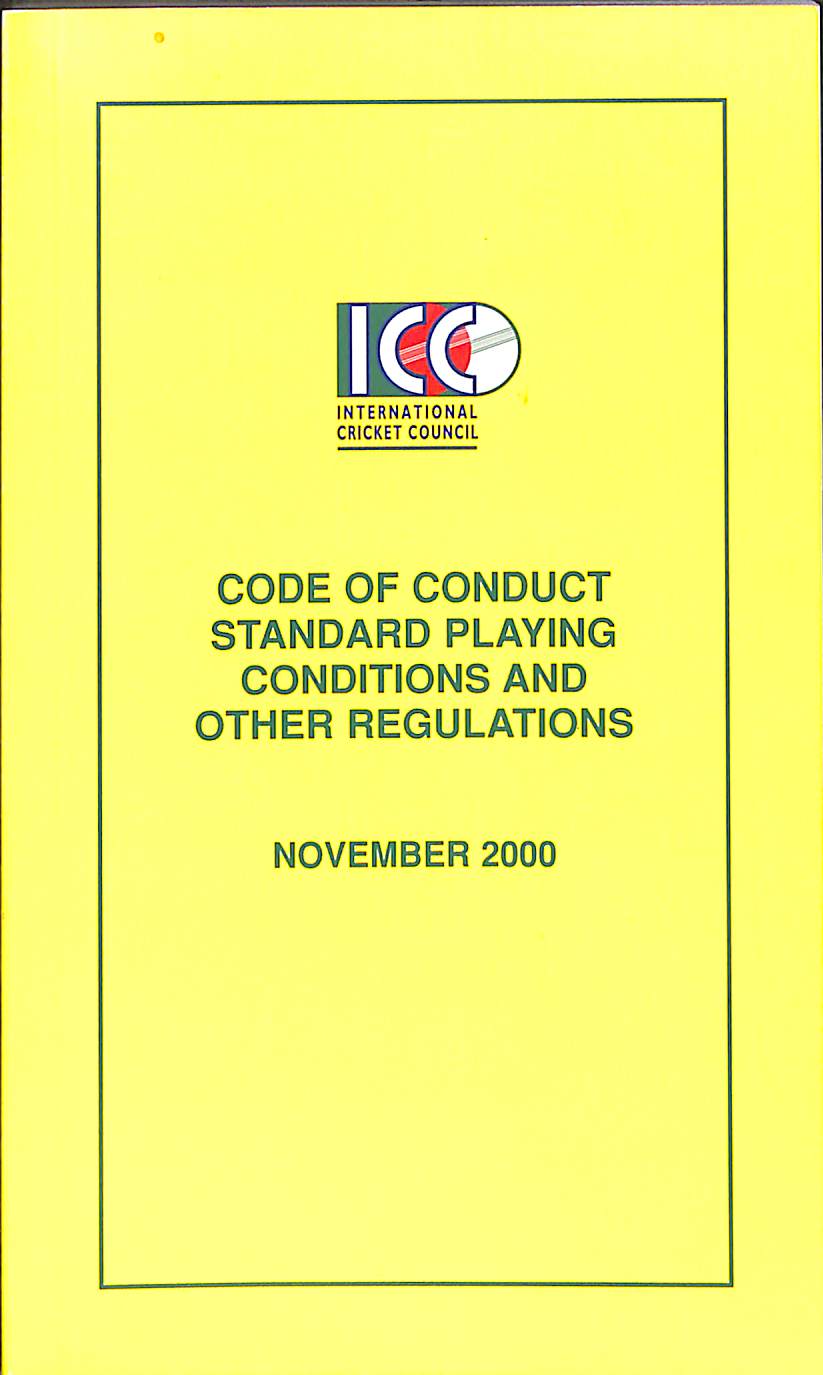 ICC
INTERNATIONAL
CRICKET COUNCIL
CODE OF CONDUCT
STANDARD PLAYING
CONDITIONS AND
OTHER REGULATIONS
NOVEMBER 2000